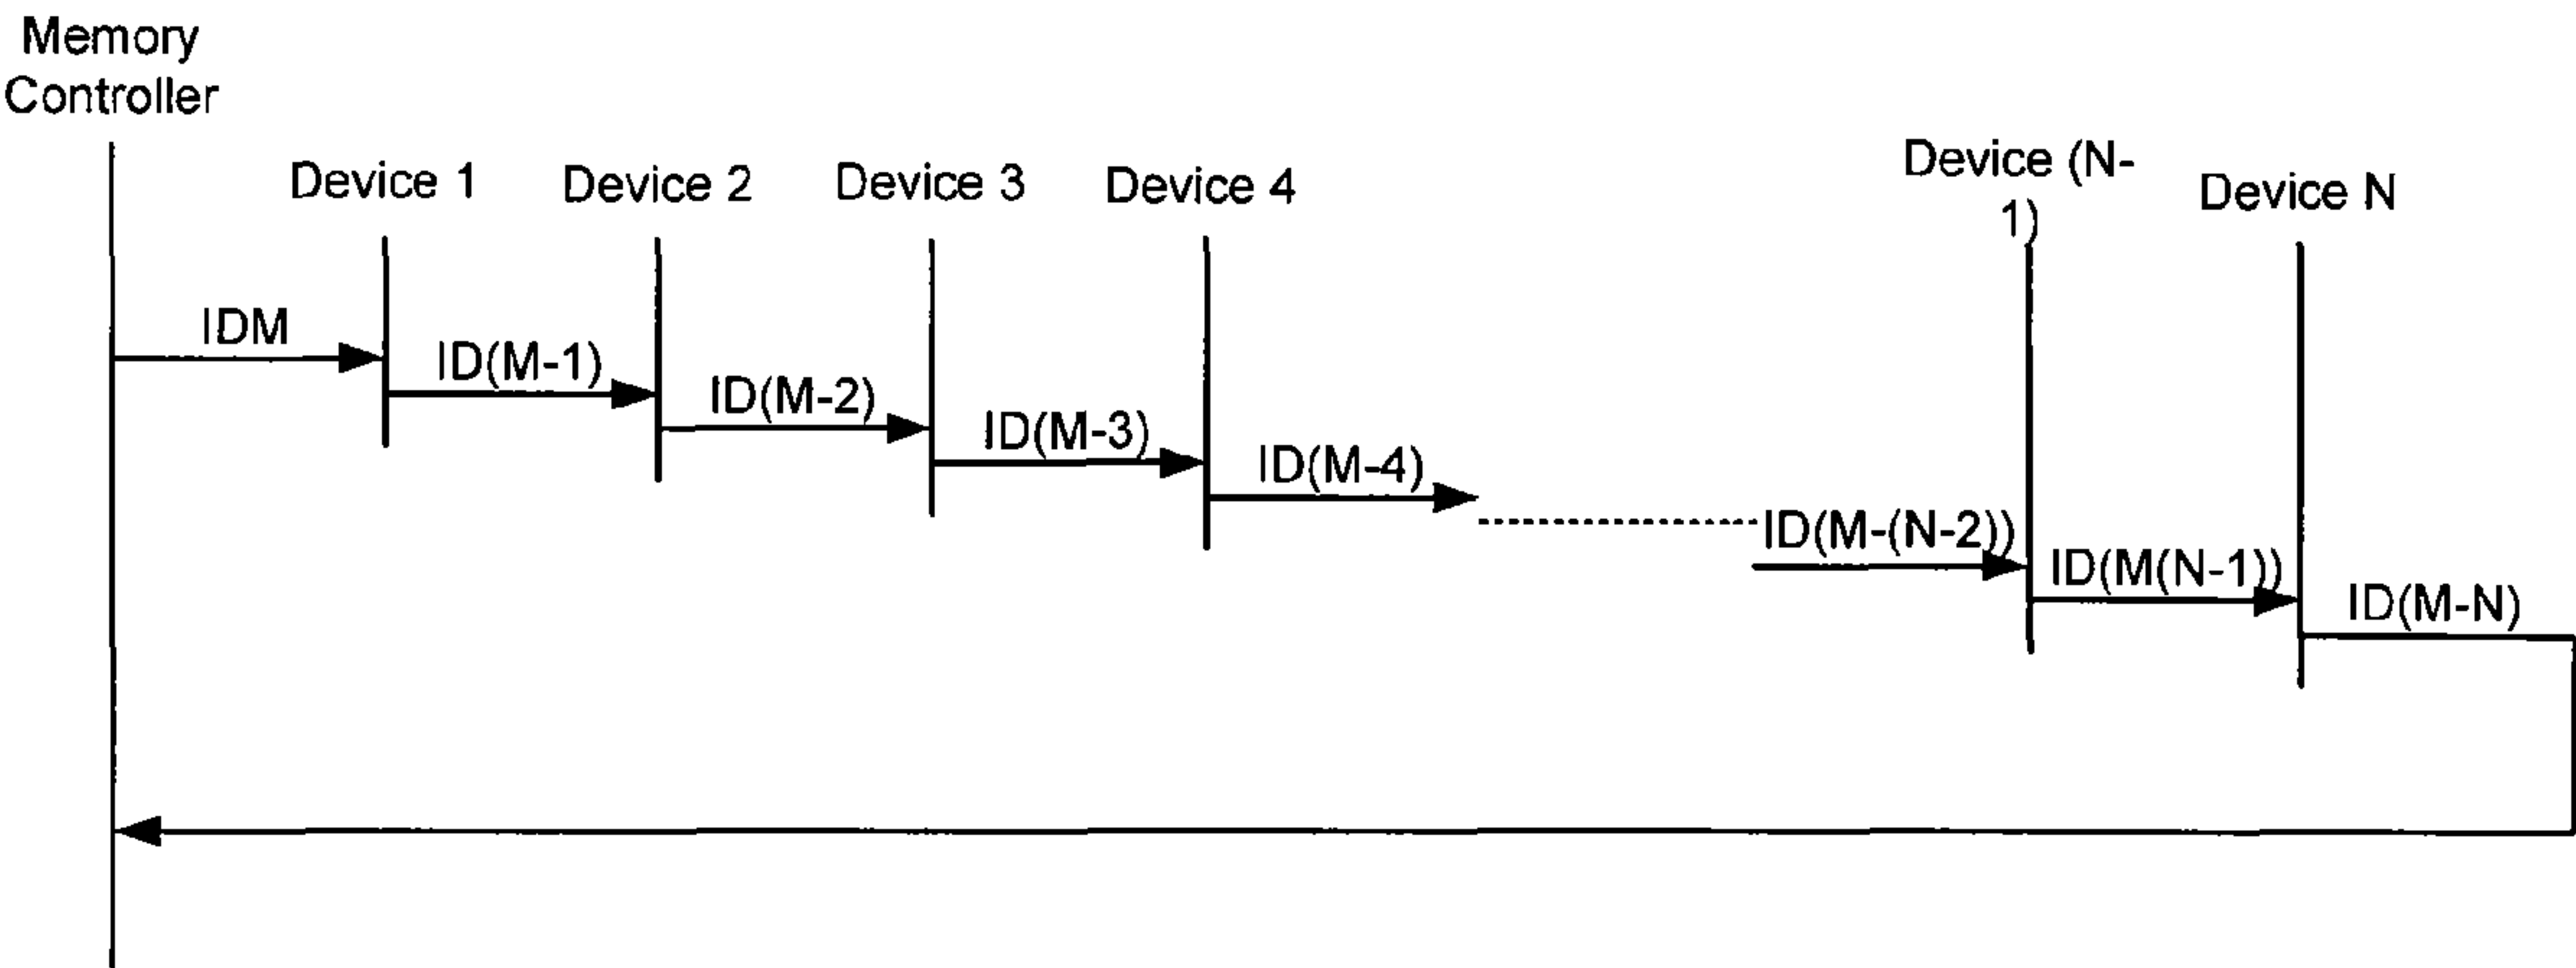 Memory
Controller
Device 1
Device 2
Device 3
Device 4
Device (N-
1)
Device N
IDM
ID(M-1)
ID(M-2)
ID(M-3)
ID(M-4)
ID(M-(N-2))
ID(M(N-1))
ID(M-N)